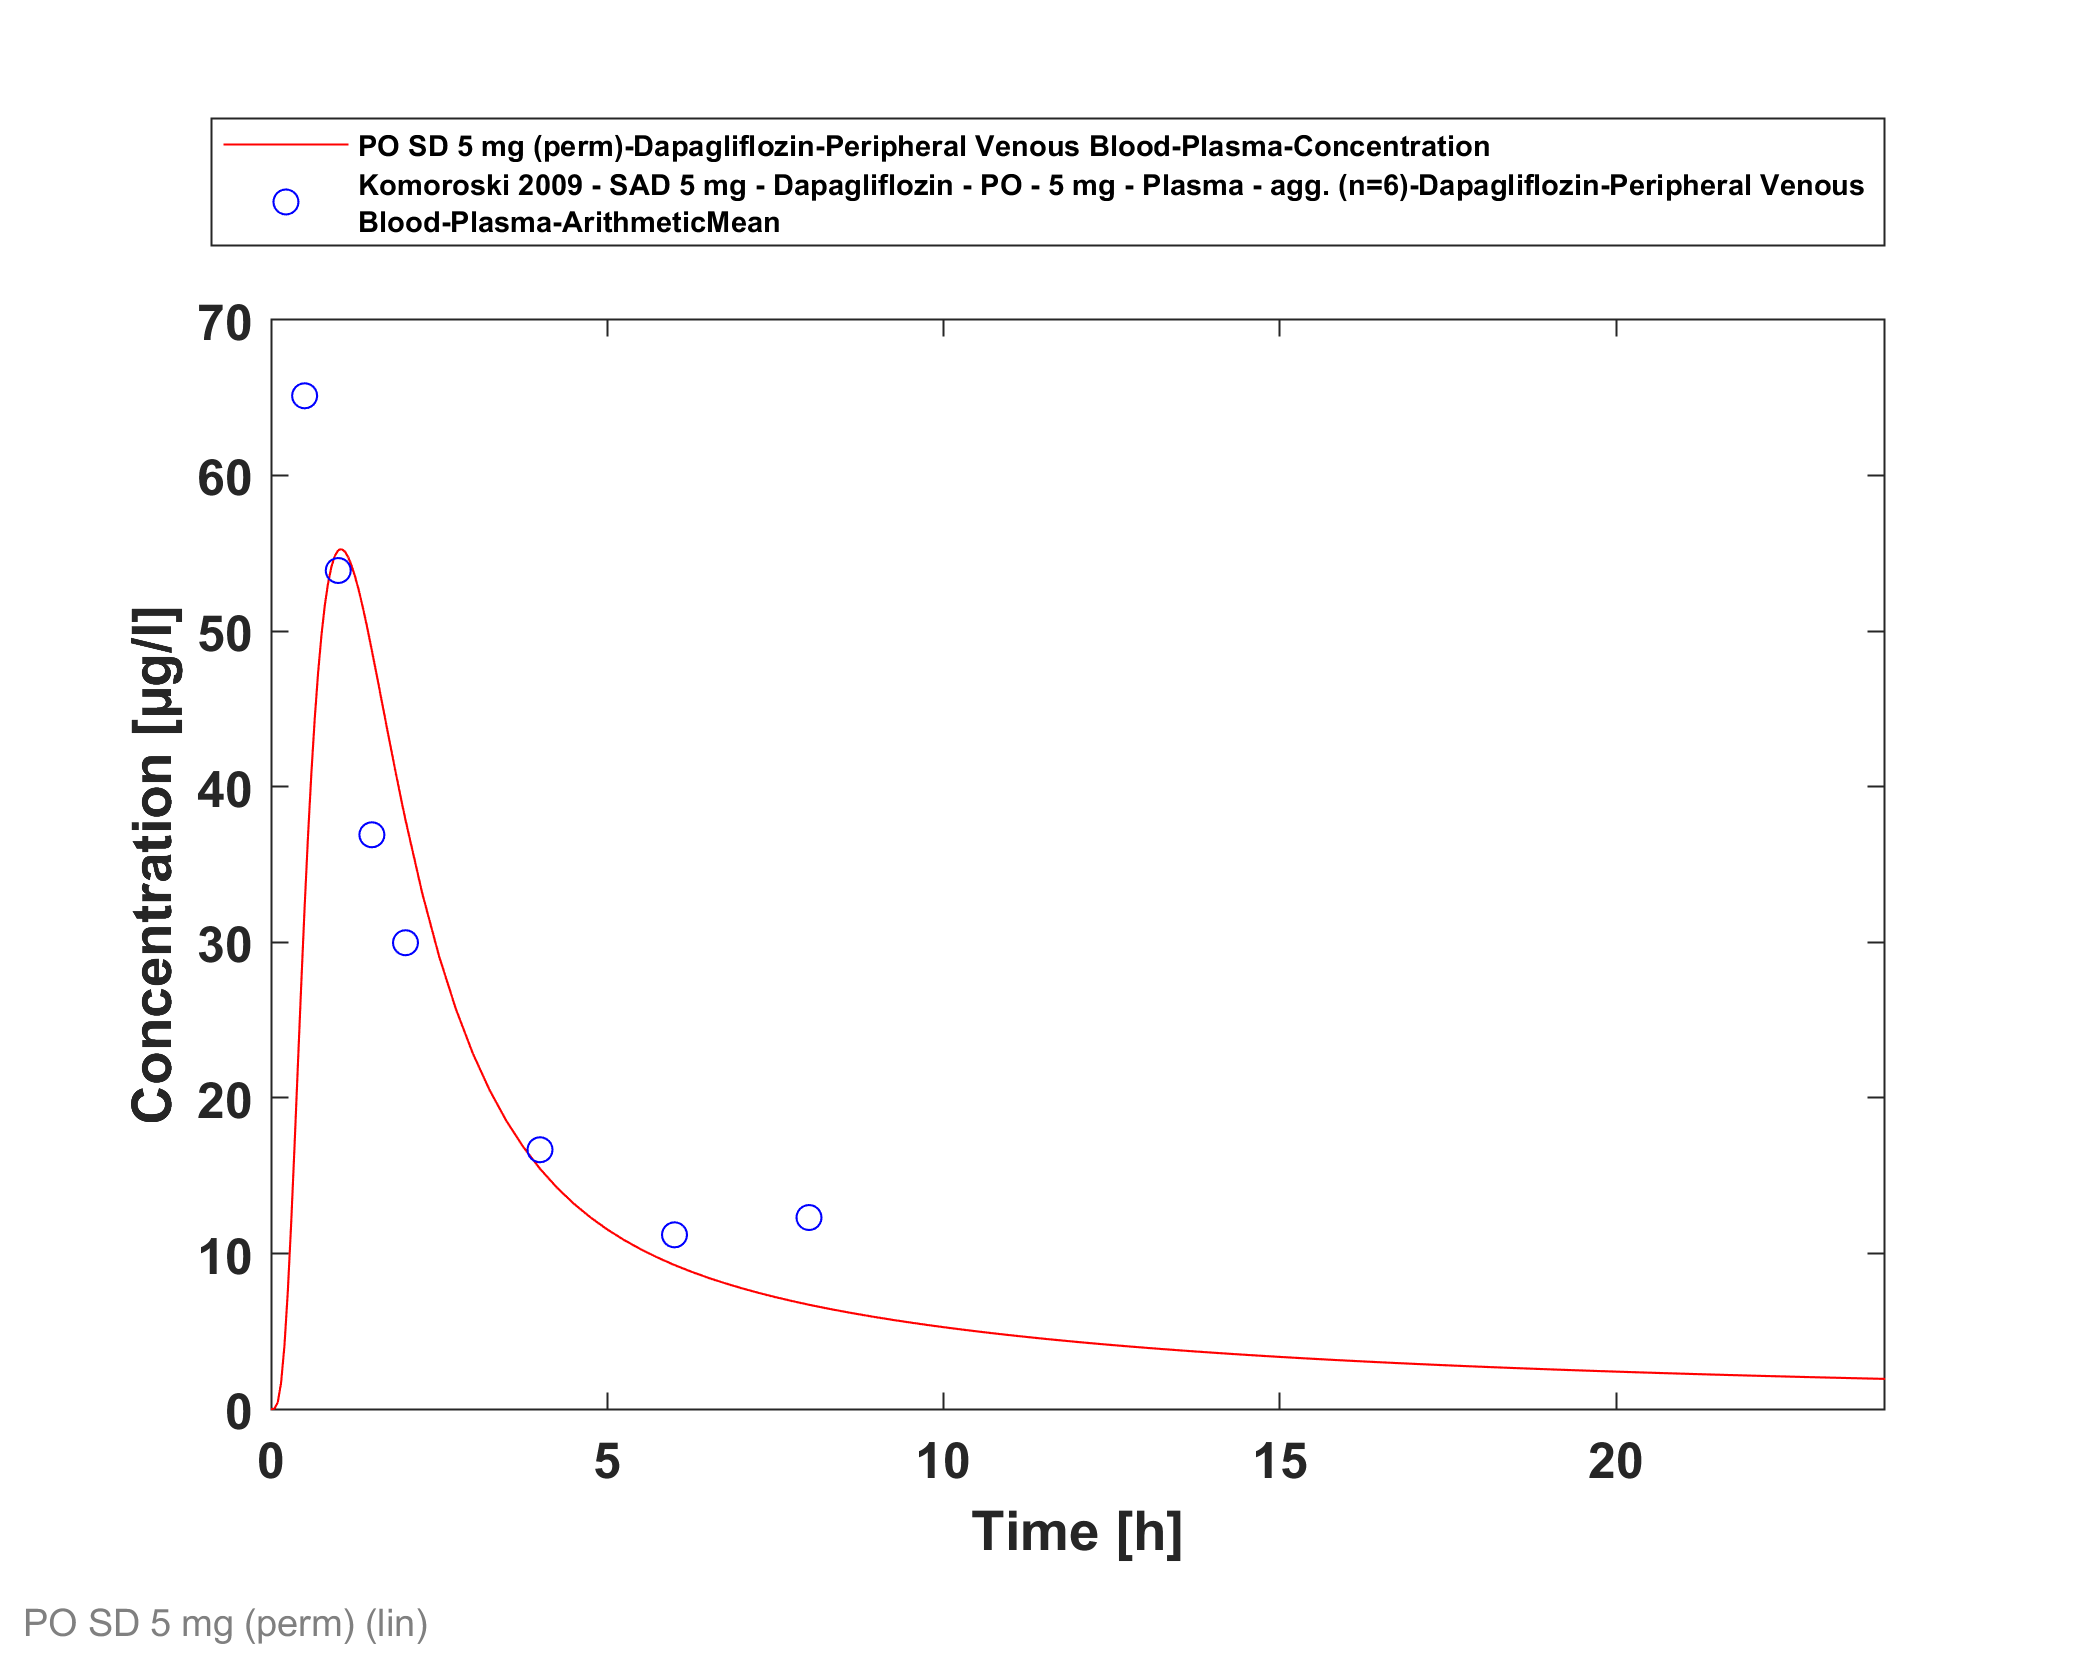 PO SD 5 mg (perm)-Dapagliflozin-Peripheral Venous Blood-Plasma-Concentration
Komoroski 2009 - SAD 5 mg - Dapagliflozin - PO - 5 mg - Plasma - agg. (n=6)-Dapagliflozin-Peripheral Venous
Blood-Plasma-ArithmeticMean
70
60
50
40
30
20
10
0
Concentration [µg/l]
0 5 10 15 20
Time [h]
PO SD 5 mg (perm) (lin)